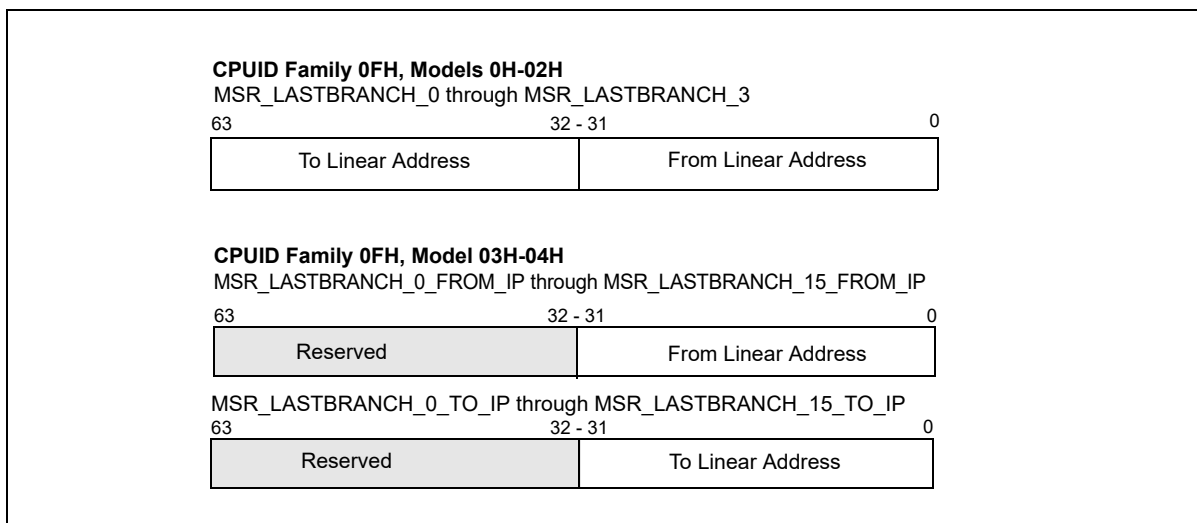 CPUID Family 0FH, Models 0H-02H
MSR_LASTBRANCH_0 through MSR_LASTBRANCH_3
63 32 - 31 0
To Linear Address From Linear Address
CPUID Family 0FH, Model 03H-04H
MSR_LASTBRANCH_0_FROM_IP through MSR_LASTBRANCH_15_FROM_IP
63 32 - 31 0
Reserved From Linear Address
MSR_LASTBRANCH_0_TO_IP through MSR_LASTBRANCH_15_TO_IP
63 32 - 31 0
Reserved To Linear Address